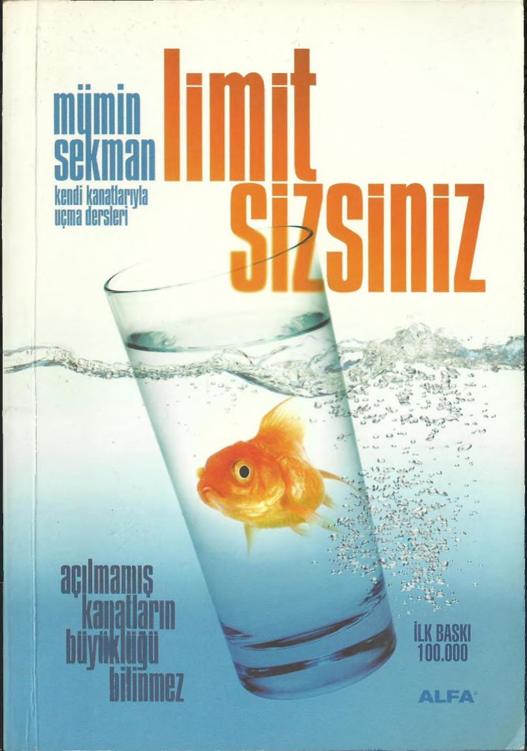 mümin
sekman
limit
sizsiniz
kendi kanatlarıyla
uçma dersleri
açılmamış
kanatların
büyüklüğü
bilinmez
İLK BASKI
100.000
ALFA